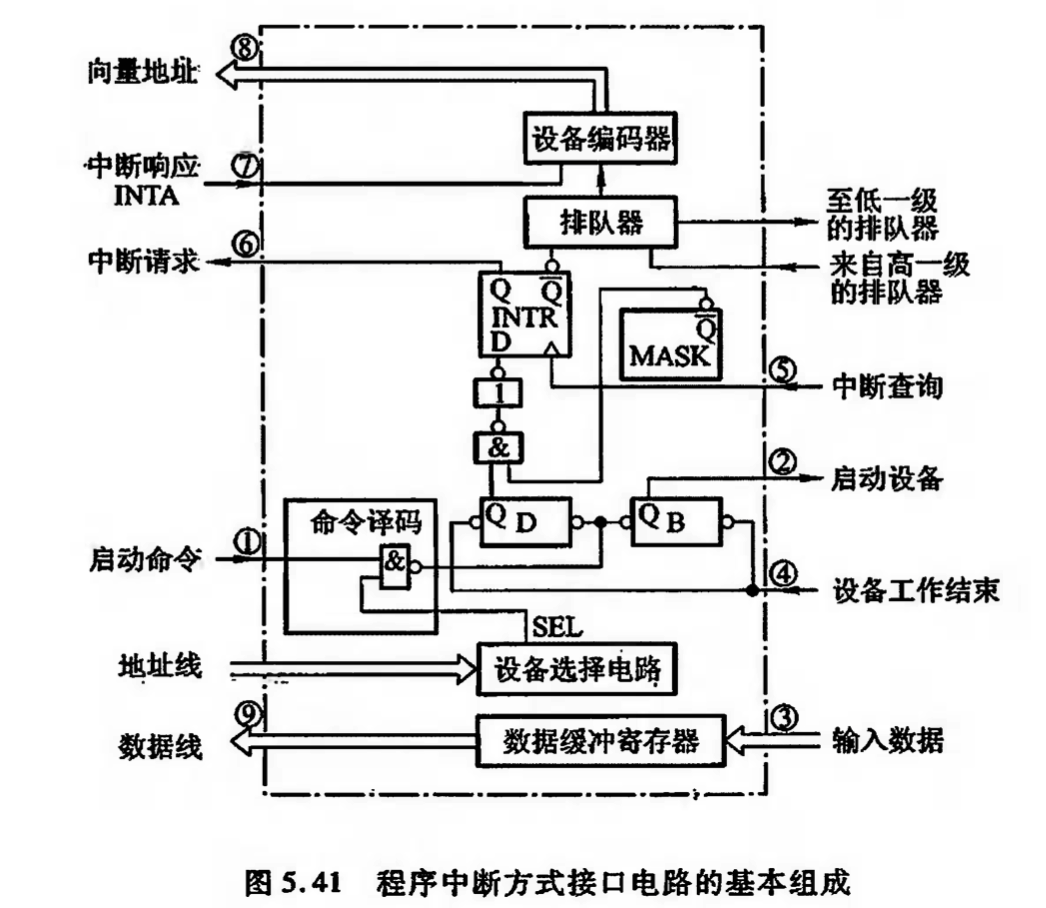 ⑧
向量地址
设备编码器
中断响应
INTA
⑦
排队器
至低一级
的排队器
中断请求
⑥
来自高一级
的排队器
Q Q̅
INTR
D
Q̅
MASK
⑤
中断查询
1
&
②
启动设备
命令译码
Q D
Q B
启动命令
①
&
④
设备工作结束
SEL
地址线
设备选择电路
⑨
数据线
数据缓冲寄存器
③
输入数据
图 5.41 程序中断方式接口电路的基本组成